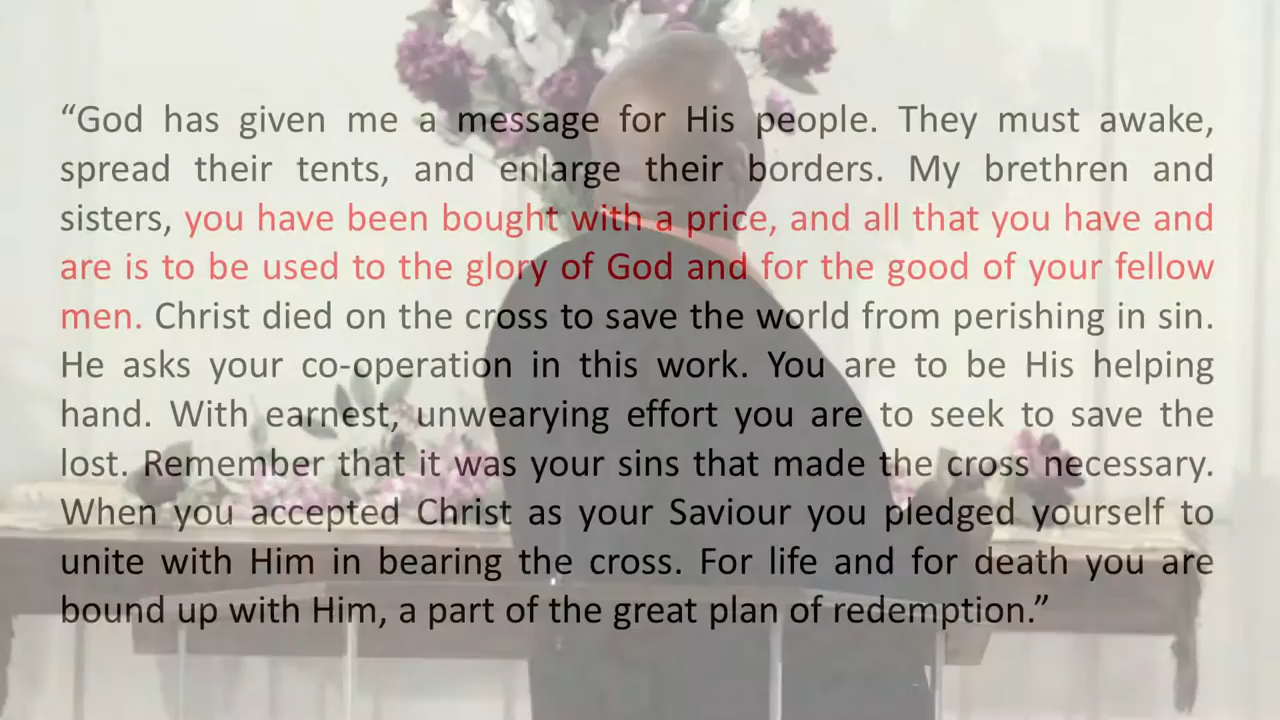 “God has given me a message for His people. They must awake,
spread their tents, and enlarge their borders. My brethren and
sisters, you have been bought with a price, and all that you have and
are is to be used to the glory of God and for the good of your fellow
men. Christ died on the cross to save the world from perishing in sin.
He asks your co-operation in this work. You are to be His helping
hand. With earnest, unwearying effort you are to seek to save the
lost. Remember that it was your sins that made the cross necessary.
When you accepted Christ as your Saviour you pledged yourself to
unite with Him in bearing the cross. For life and for death you are
bound up with Him, a part of the great plan of redemption.”